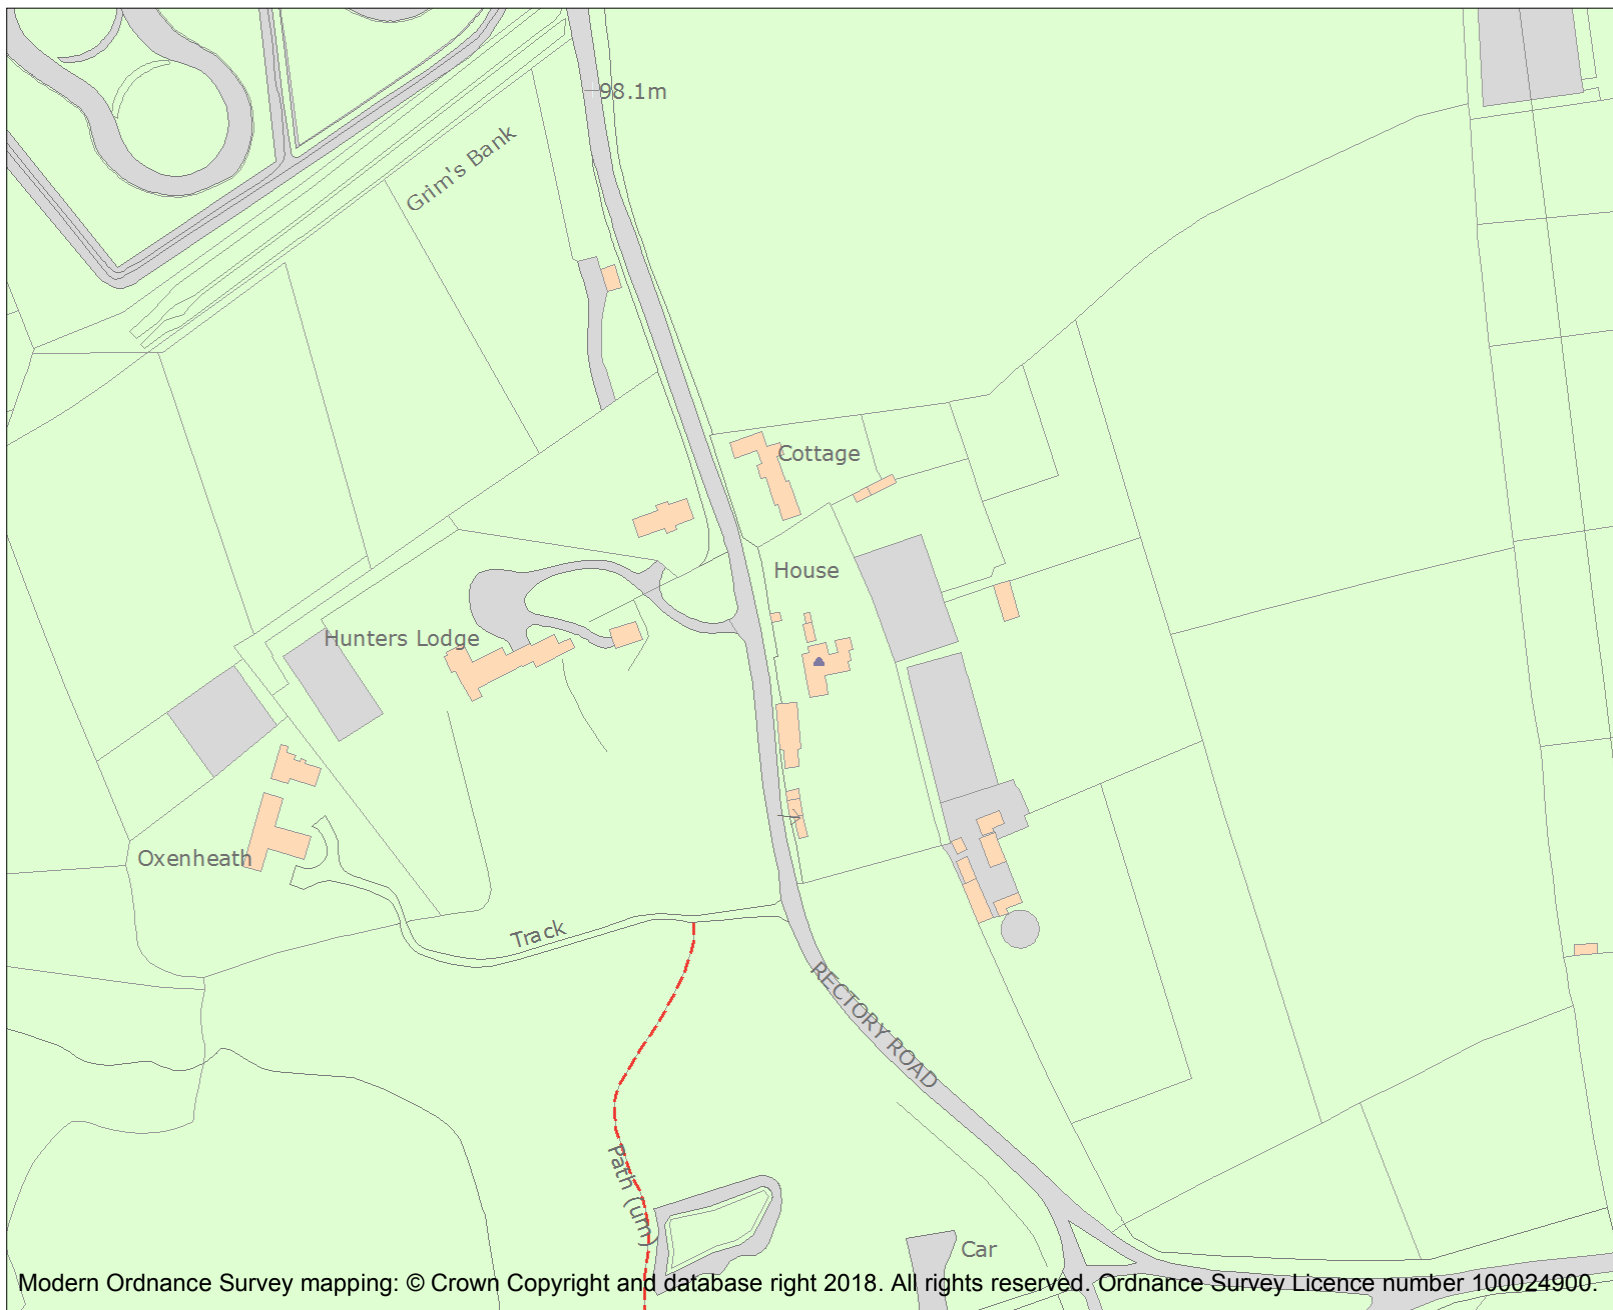 98.1m
Grim's Bank
Cottage
House
Hunters Lodge
Oxenheath
Track
RECTORY ROAD
Path (um)
Car
Modern Ordnance Survey mapping: © Crown Copyright and database right 2018. All rights reserved. Ordnance Survey Licence number 100024900.